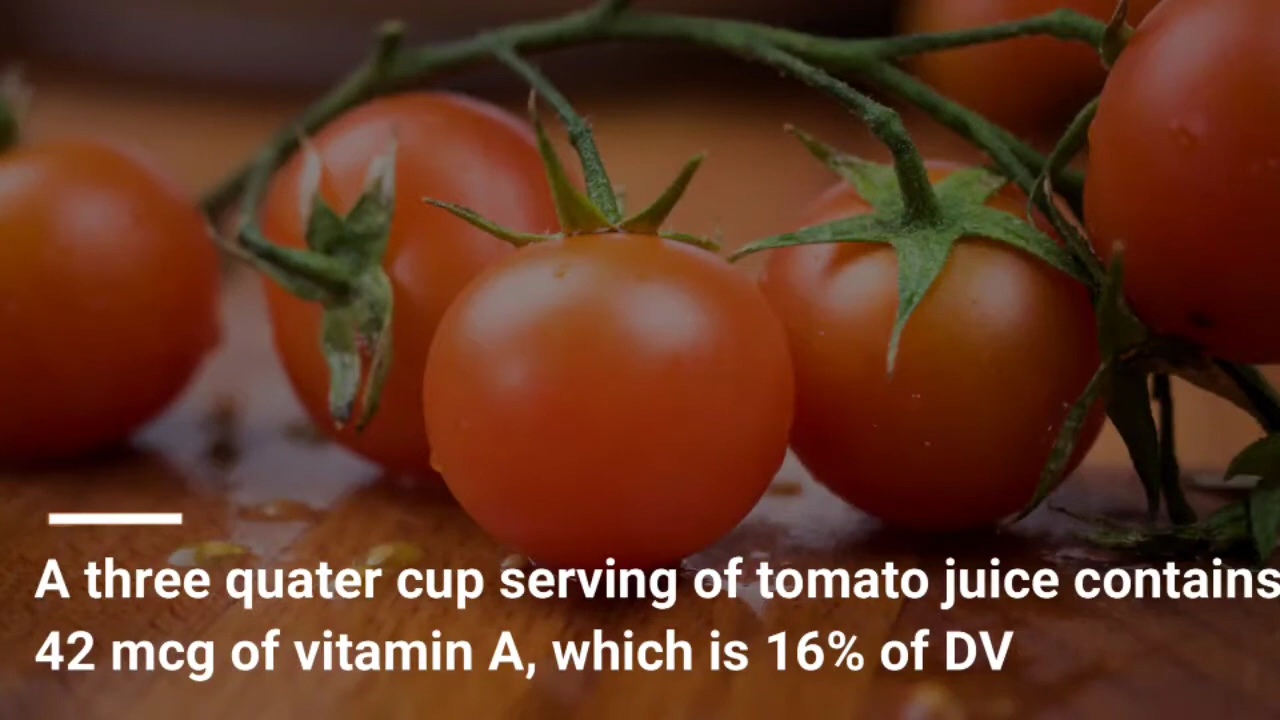 A three quater cup serving of tomato juice contains
42 mcg of vitamin A, which is 16% of DV